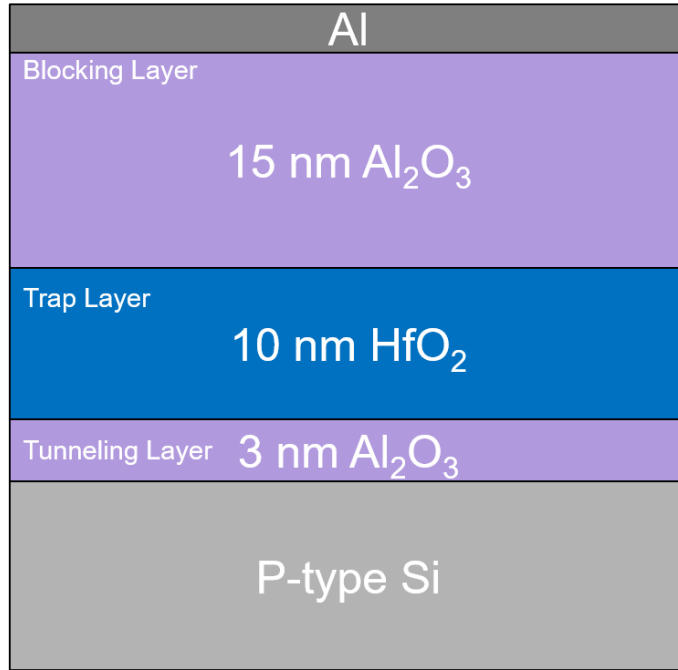 Al
Blocking Layer
15 nm Al₂O₃
Trap Layer
10 nm HfO₂
Tunneling Layer 3 nm Al₂O₃
P-type Si